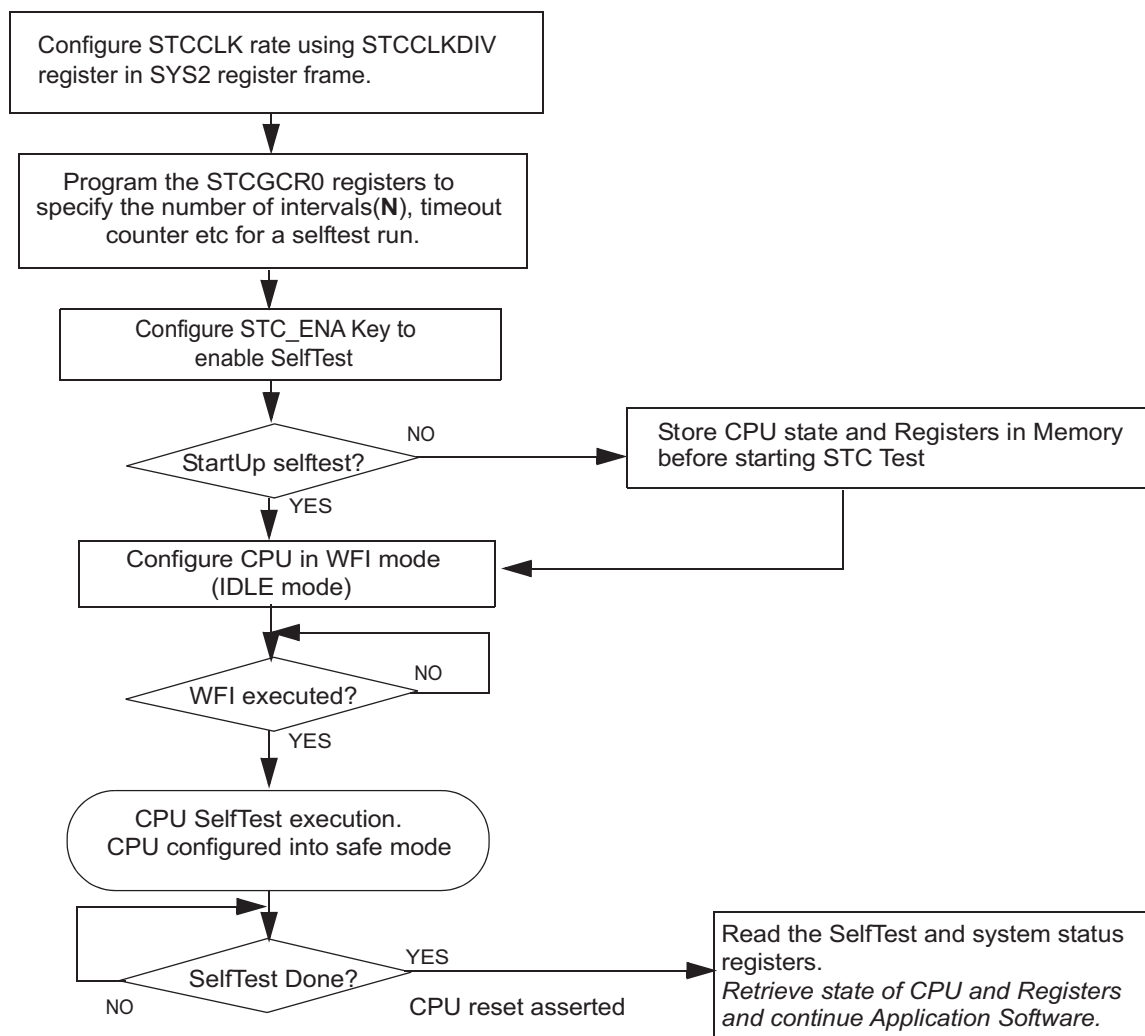 Configure STCCLK rate using STCCLKDIV
register in SYS2 register frame.
Program the STCGCR0 registers to
specify the number of intervals(N), timeout
counter etc for a selftest run.
Configure STC_ENA Key to
enable SelfTest
StartUp selftest?
NO
YES
Store CPU state and Registers in Memory
before starting STC Test
Configure CPU in WFI mode
(IDLE mode)
WFI executed?
NO
YES
CPU SelfTest execution.
CPU configured into safe mode
SelfTest Done?
NO
YES
CPU reset asserted
Read the SelfTest and system status
registers.
Retrieve state of CPU and Registers
and continue Application Software.